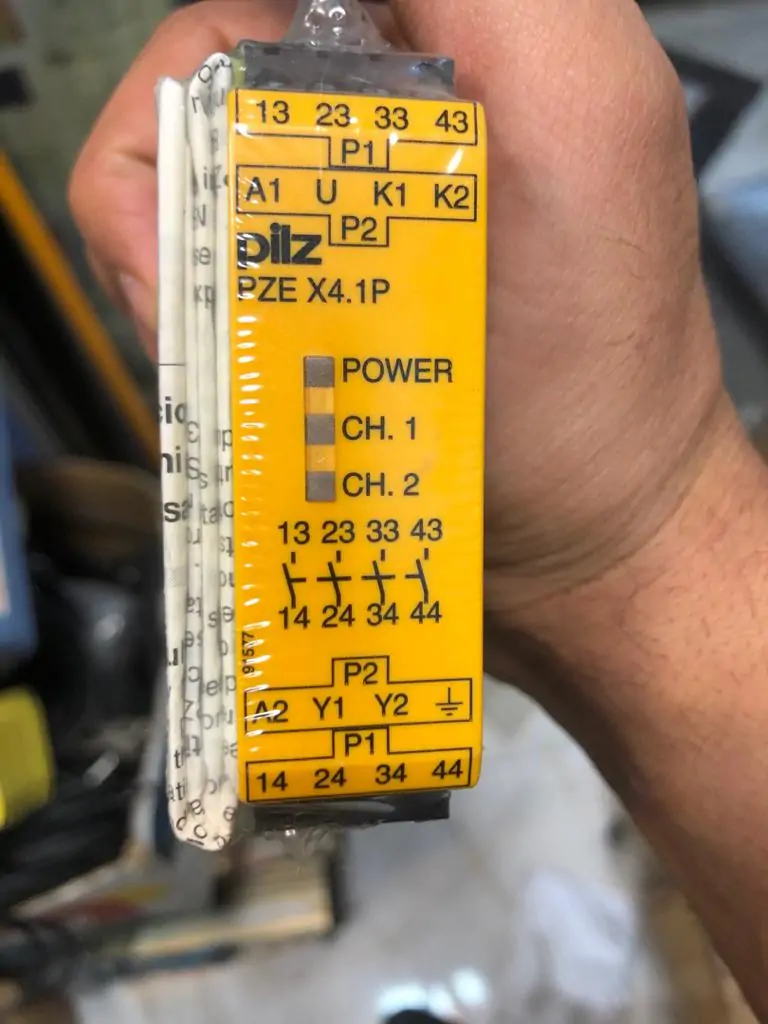 13 23 33 43
P1
A1 U K1 K2
P2
pilz
PZE X4.1P
POWER
CH. 1
CH. 2
13 23 33 43
14 24 34 44
P2
A2 Y1 Y2
P1
14 24 34 44